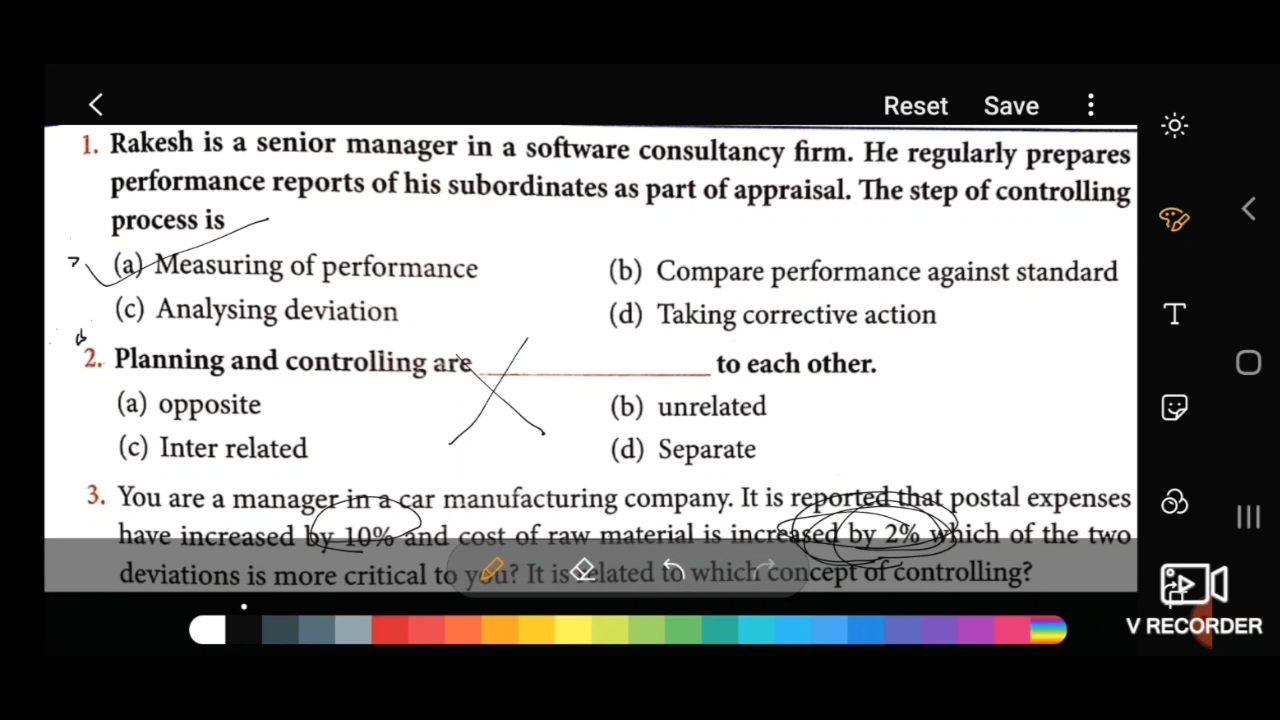 Reset Save
1. Rakesh is a senior manager in a software consultancy firm. He regularly prepares
performance reports of his subordinates as part of appraisal. The step of controlling
process is
(a) Measuring of performance (b) Compare performance against standard
(c) Analysing deviation (d) Taking corrective action
2. Planning and controlling are ____________________ to each other.
(a) opposite (b) unrelated
(c) Inter related (d) Separate
3. You are a manager in a car manufacturing company. It is reported that postal expenses
have increased by 10% and cost of raw material is increased by 2% which of the two
deviations is more critical to you? It is related to which concept of controlling?
V RECORDER